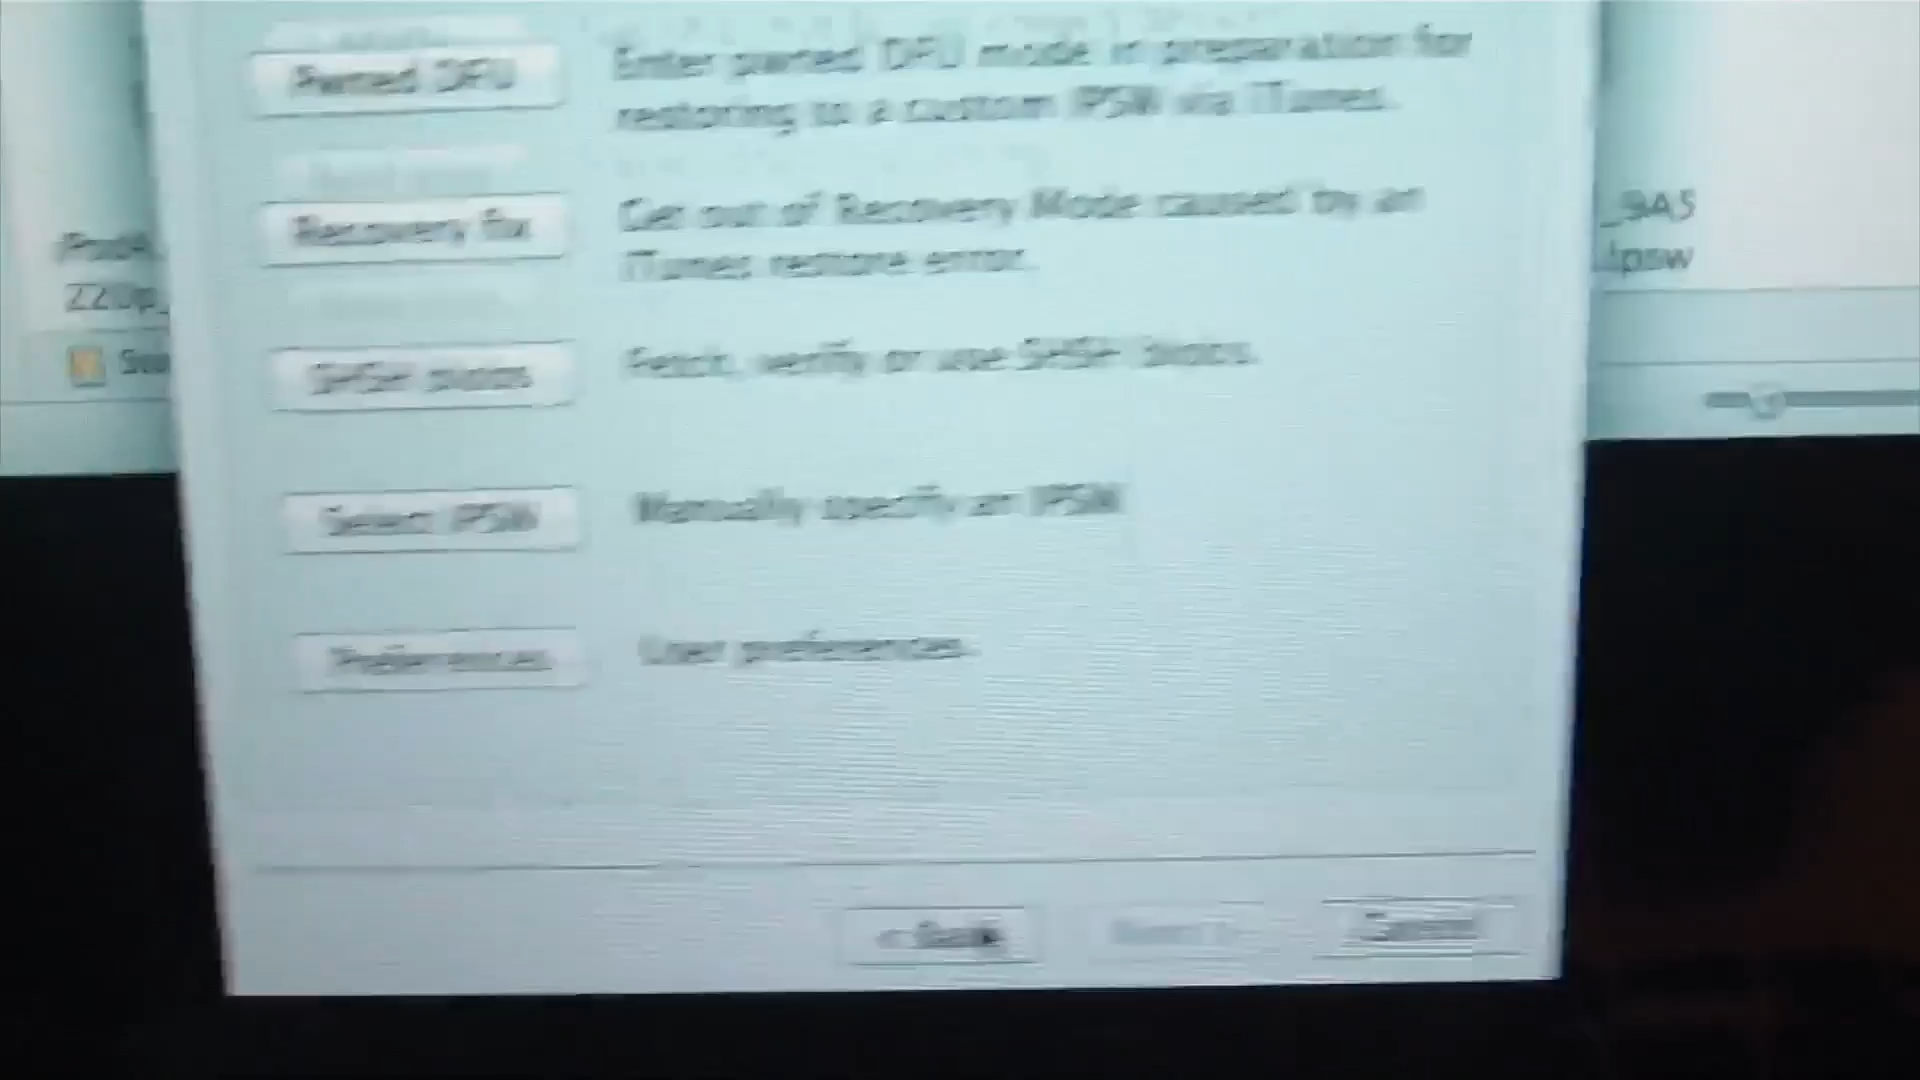 Pwned DFU
Enter pwned DFU mode in preparation for
restoring to a custom IPSW via iTunes.
Recovery fix
Get out of Recovery Mode caused by an
iTunes restore error.
SHSH blobs
Fetch, verify or use SHSH blobs.
Select IPSW
Manually specify an IPSW
Preferences
User preferences.
< Back
Next >
Cancel
_9A5
.ipsw